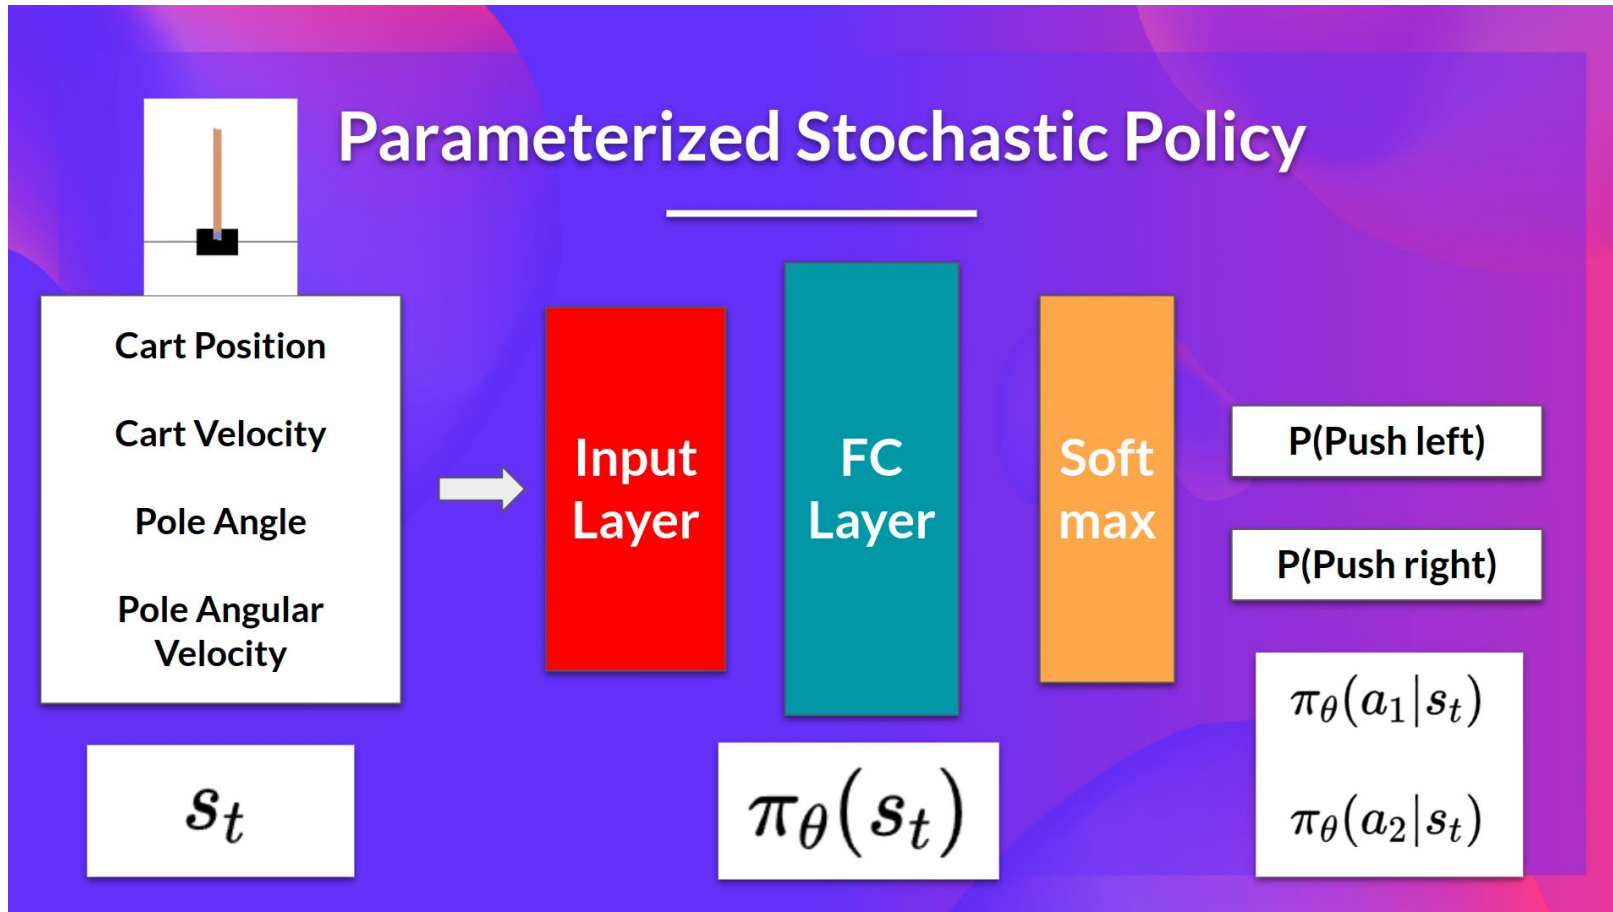 Parameterized Stochastic Policy
Cart Position
Cart Velocity
Pole Angle
Pole Angular
Velocity
Input
Layer
FC
Layer
Soft
max
P(Push left)
P(Push right)
s_t
π_θ(s_t)
π_θ(a_1|s_t)
π_θ(a_2|s_t)